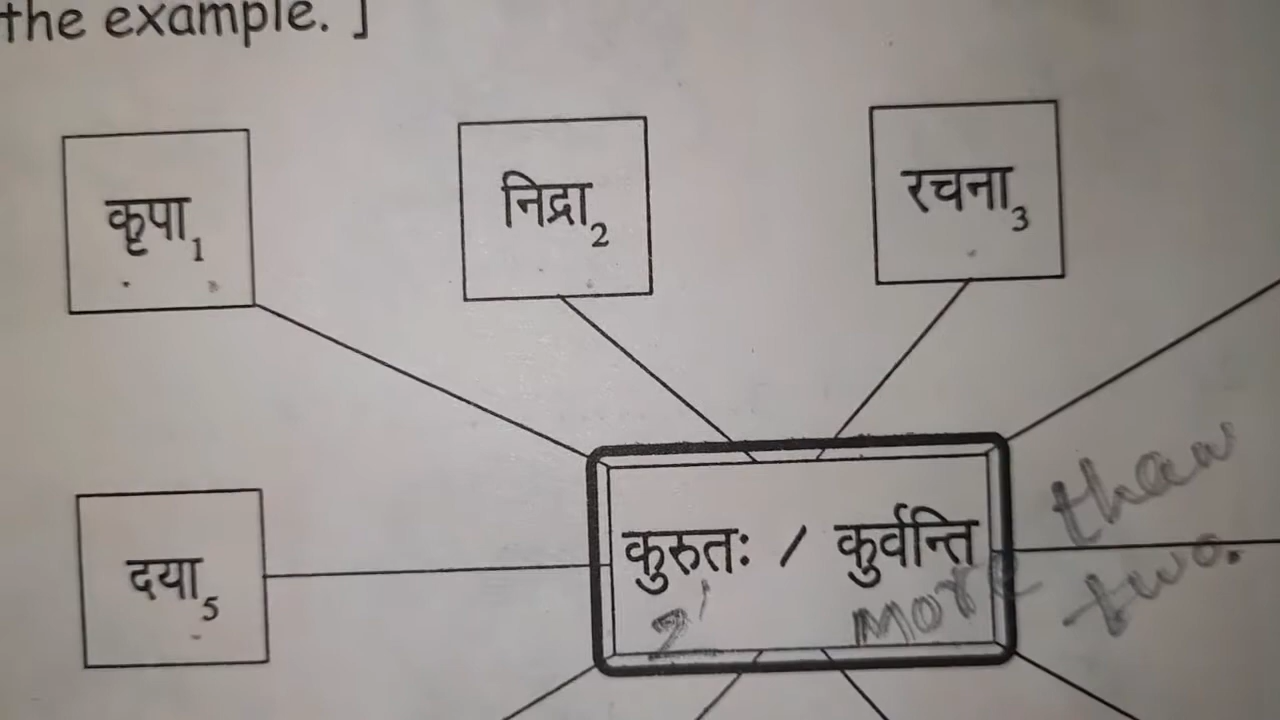 the example. ]
कृपा 1
निद्रा 2
रचना 3
दया 5
कुरुतः / कुर्वन्ति
2 more than two.